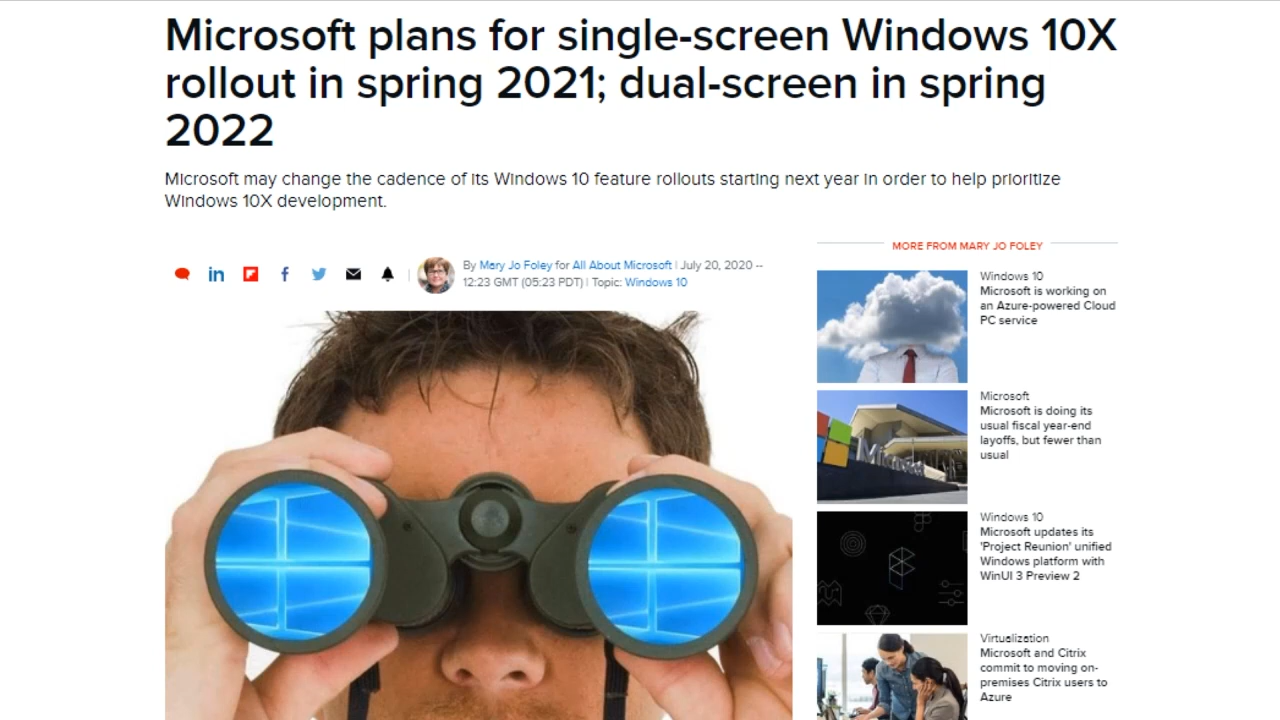 Microsoft plans for single-screen Windows 10X
rollout in spring 2021; dual-screen in spring
2022
Microsoft may change the cadence of its Windows 10 feature rollouts starting next year in order to help prioritize
Windows 10X development.
By Mary Jo Foley for All About Microsoft | July 20, 2020 --
12:23 GMT (05:23 PDT) | Topic: Windows 10
MORE FROM MARY JO FOLEY
Windows 10
Microsoft is working on
an Azure-powered Cloud
PC service
Microsoft
Microsoft is doing its
usual fiscal year-end
layoffs, but fewer than
usual
Microsoft
Windows 10
Microsoft updates its
'Project Reunion' unified
Windows platform with
WinUI 3 Preview 2
Virtualization
Microsoft and Citrix
commit to moving on-
premises Citrix users to
Azure